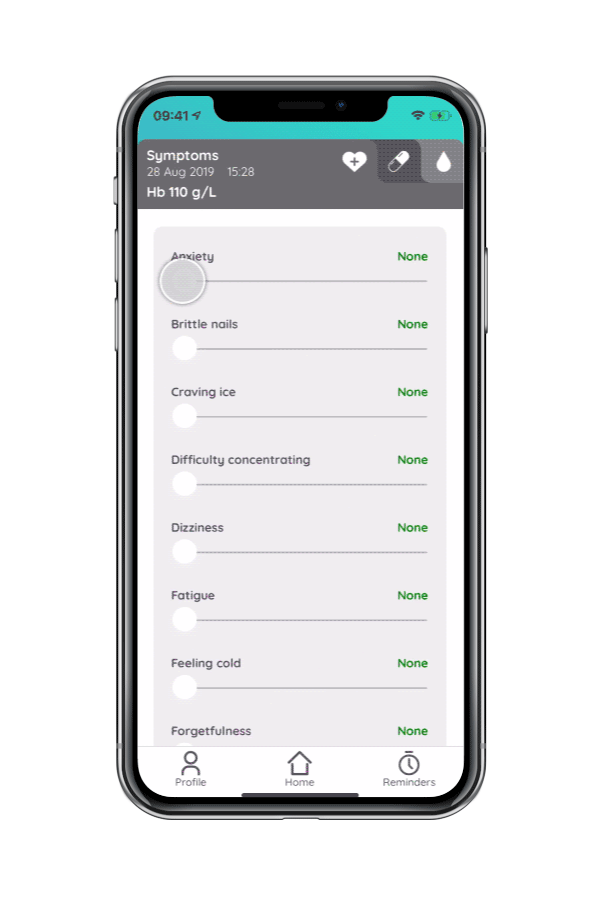 09:41
Symptoms
28 Aug 2019 15:28
Hb 110 g/L
Anxiety None
Brittle nails None
Craving ice None
Difficulty concentrating None
Dizziness None
Fatigue None
Feeling cold None
Forgetfulness None
Profile Home Reminders